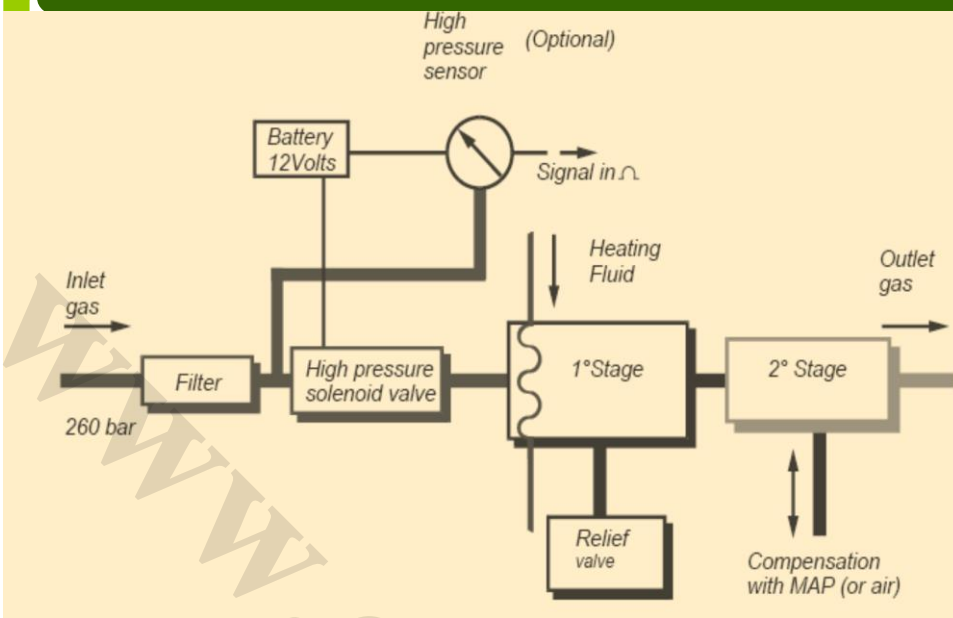 High
pressure
sensor
(Optional)
Battery
12Volts
Signal in Ω
Heating
Fluid
Outlet
gas
Inlet
gas
Filter
High pressure
solenoid valve
1°Stage
2° Stage
260 bar
Relief
valve
Compensation
with MAP (or air)
www